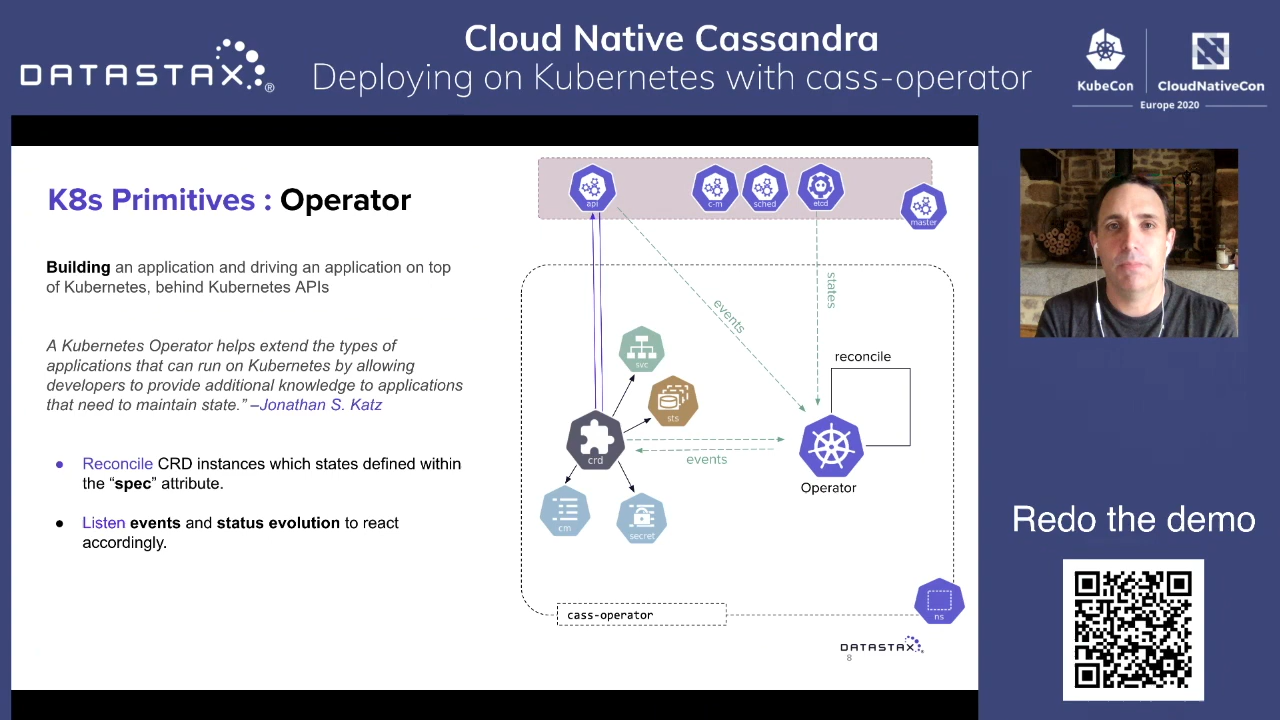 Cloud Native Cassandra
Deploying on Kubernetes with cass-operator
DATASTAX®
KubeCon
CloudNativeCon
Europe 2020
K8s Primitives : Operator
Building an application and driving an application on top
of Kubernetes, behind Kubernetes APIs
A Kubernetes Operator helps extend the types of
applications that can run on Kubernetes by allowing
developers to provide additional knowledge to applications
that need to maintain state.” –Jonathan S. Katz
● Reconcile CRD instances which states defined within
the “spec” attribute.
● Listen events and status evolution to react
accordingly.
api
c-m
sched
etcd
master
events
states
svc
reconcile
sts
crd
events
Operator
cm
secret
ns
cass-operator
DATASTAX
8
Redo the demo